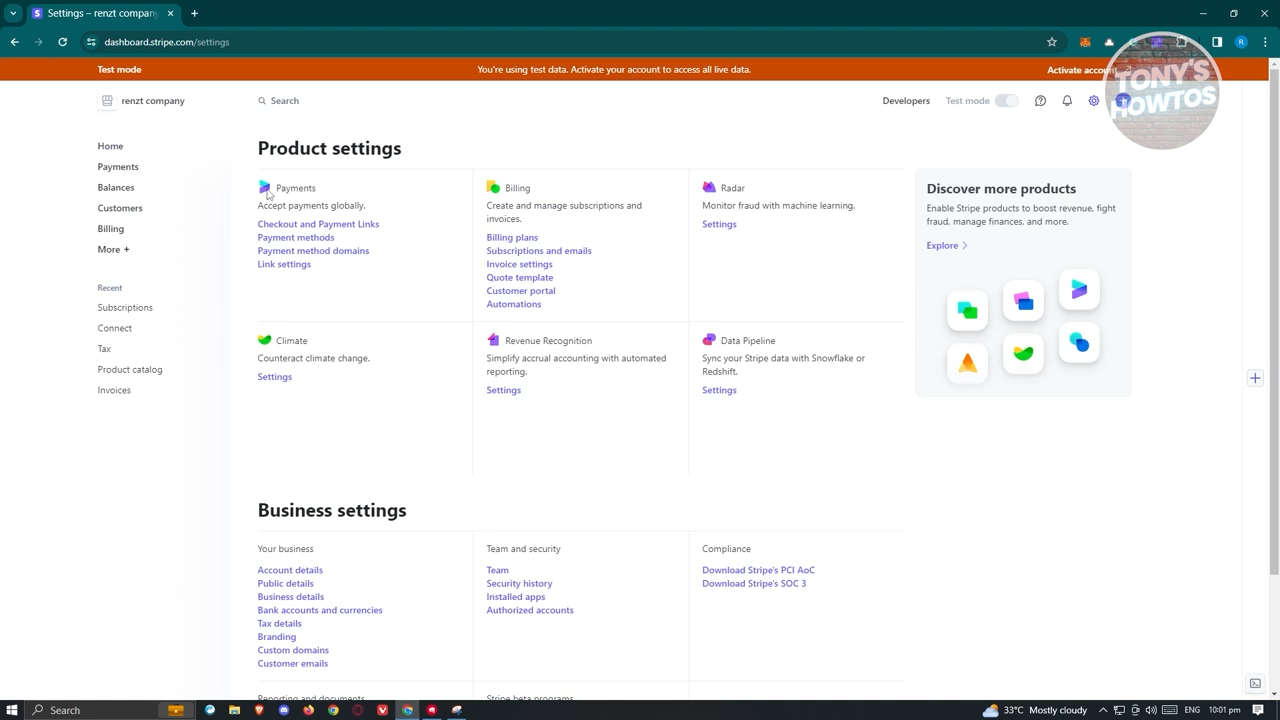 Settings – renzt company
dashboard.stripe.com/settings
Test mode
You're using test data. Activate your account to access all live data.
Activate account
TONY'S
HOWTOS
renzt company
Search
Developers
Test mode
Home
Payments
Balances
Customers
Billing
More +
Recent
Subscriptions
Connect
Tax
Product catalog
Invoices
Product settings
Payments
Accept payments globally.
Checkout and Payment Links
Payment methods
Payment method domains
Link settings
Billing
Create and manage subscriptions and
invoices.
Billing plans
Subscriptions and emails
Invoice settings
Quote template
Customer portal
Automations
Radar
Monitor fraud with machine learning.
Settings
Climate
Counteract climate change.
Settings
Revenue Recognition
Simplify accrual accounting with automated
reporting.
Settings
Data Pipeline
Sync your Stripe data with Snowflake or
Redshift.
Settings
Discover more products
Enable Stripe products to boost revenue, fight
fraud, manage finances, and more.
Explore
Business settings
Your business
Account details
Public details
Business details
Bank accounts and currencies
Tax details
Branding
Custom domains
Customer emails
Team and security
Team
Security history
Installed apps
Authorized accounts
Compliance
Download Stripe's PCI AoC
Download Stripe's SOC 3
Reporting and documents
Stripe beta programs
Search
33°C Mostly cloudy
ENG
10:01 pm